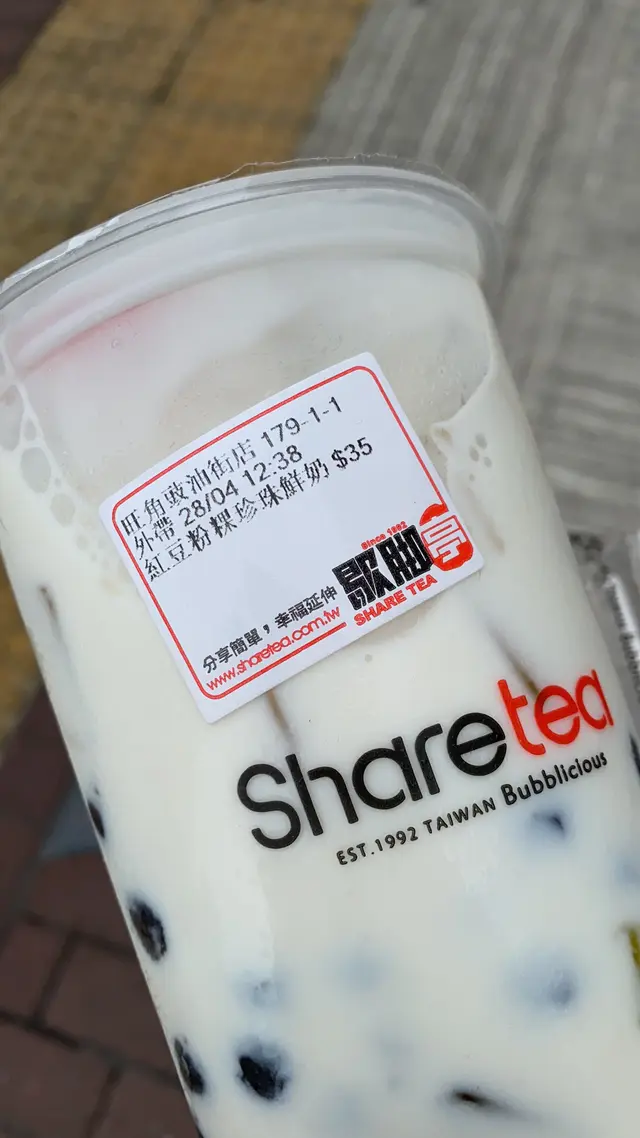 旺角豉油街店 179-1-1
外帶 28/04 12:38
紅豆粉粿珍珠鮮奶 $35
Since 1992
歇腳亭
SHARE TEA
分享簡單，幸福延伸
www.sharetea.com.tw
Sharetea
EST.1992 TAIWAN Bubblicious